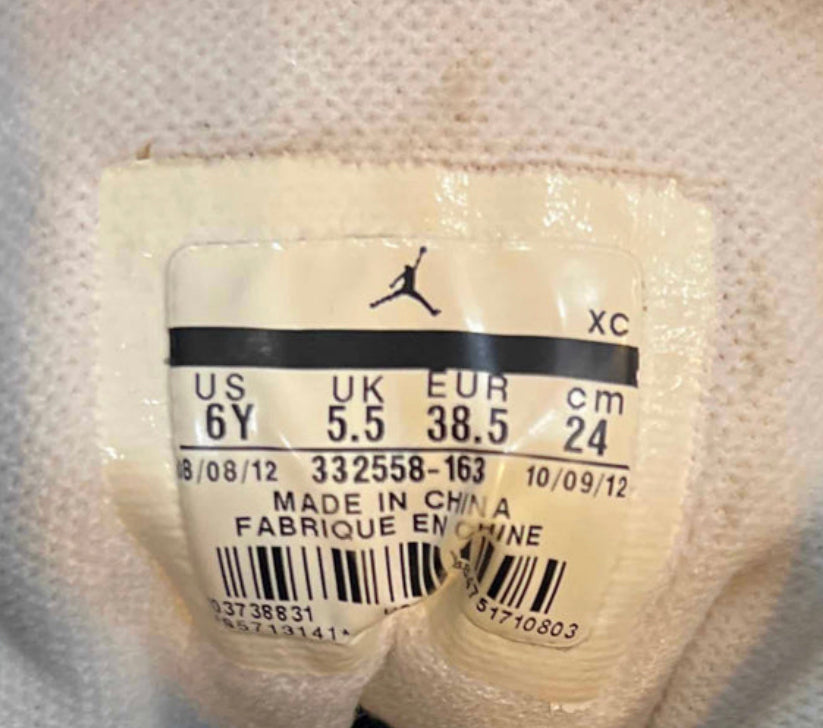 XC
US UK EUR cm
6Y 5.5 38.5 24
08/08/12 332558-163 10/09/12
MADE IN CHINA
FABRIQUE EN CHINE
03738831
51710803